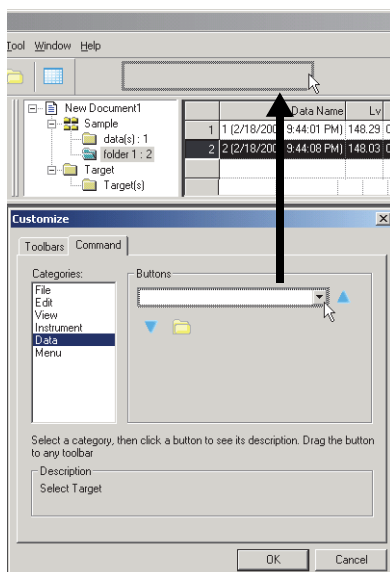 Tool Window Help
New Document1
Sample
data(s) : 1
folder 1 : 2
Target
Target(s)
Data Name Lv
1 1 (2/18/200 9:44:01 PM) 148.29 0
2 2 (2/18/200 9:44:08 PM) 148.03 0
Customize
Toolbars Command
Categories:
File
Edit
View
Instrument
Data
Menu
Buttons
Select a category, then click a button to see its description. Drag the button
to any toolbar
Description
Select Target
OK Cancel